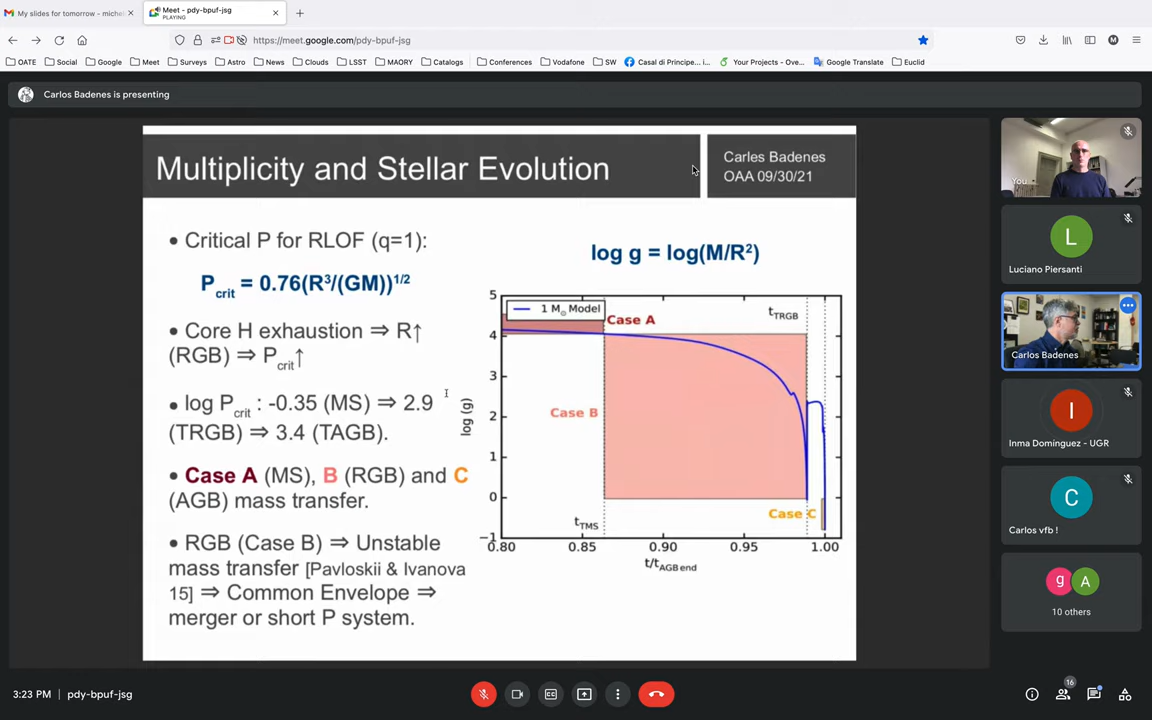 My slides for tomorrow - miche
Meet - pdy-bpuf-jsg
PLAYING
https://meet.google.com/pdy-bpuf-jsg
OATE Social Google Meet Surveys Astro News Clouds LSST MAORY Catalogs Conferences Vodafone SW Casal di Principe... i... Your Projects - Ove... Google Translate Galaxies Euclid
Carlos Badenes is presenting
Multiplicity and Stellar Evolution
Carles Badenes
OAA 09/30/21
• Critical P for RLOF (q=1):
Pcrit = 0.76(R³/(GM))¹/²
• Core H exhaustion ⇒ R↑
(RGB) ⇒ Pcrit↑
• log Pcrit : -0.35 (MS) ⇒ 2.9
(TRGB) ⇒ 3.4 (TAGB).
• Case A (MS), B (RGB) and C
(AGB) mass transfer.
• RGB (Case B) ⇒ Unstable
mass transfer [Pavloskii & Ivanova
15] ⇒ Common Envelope ⇒
merger or short P system.
log g = log(M/R²)
1 M⊙ Model
Case A
tTRGB
Case B
Case C
tTMS
log (g)
5
4
3
2
1
0
−1
0.80 0.85 0.90 0.95 1.00
t/tAGB end
You
L
Luciano Piersanti
Carlos Badenes
I
Inma Dominguez - UGR
C
Carlos vfb !
g A
10 others
3:23 PM | pdy-bpuf-jsg
16